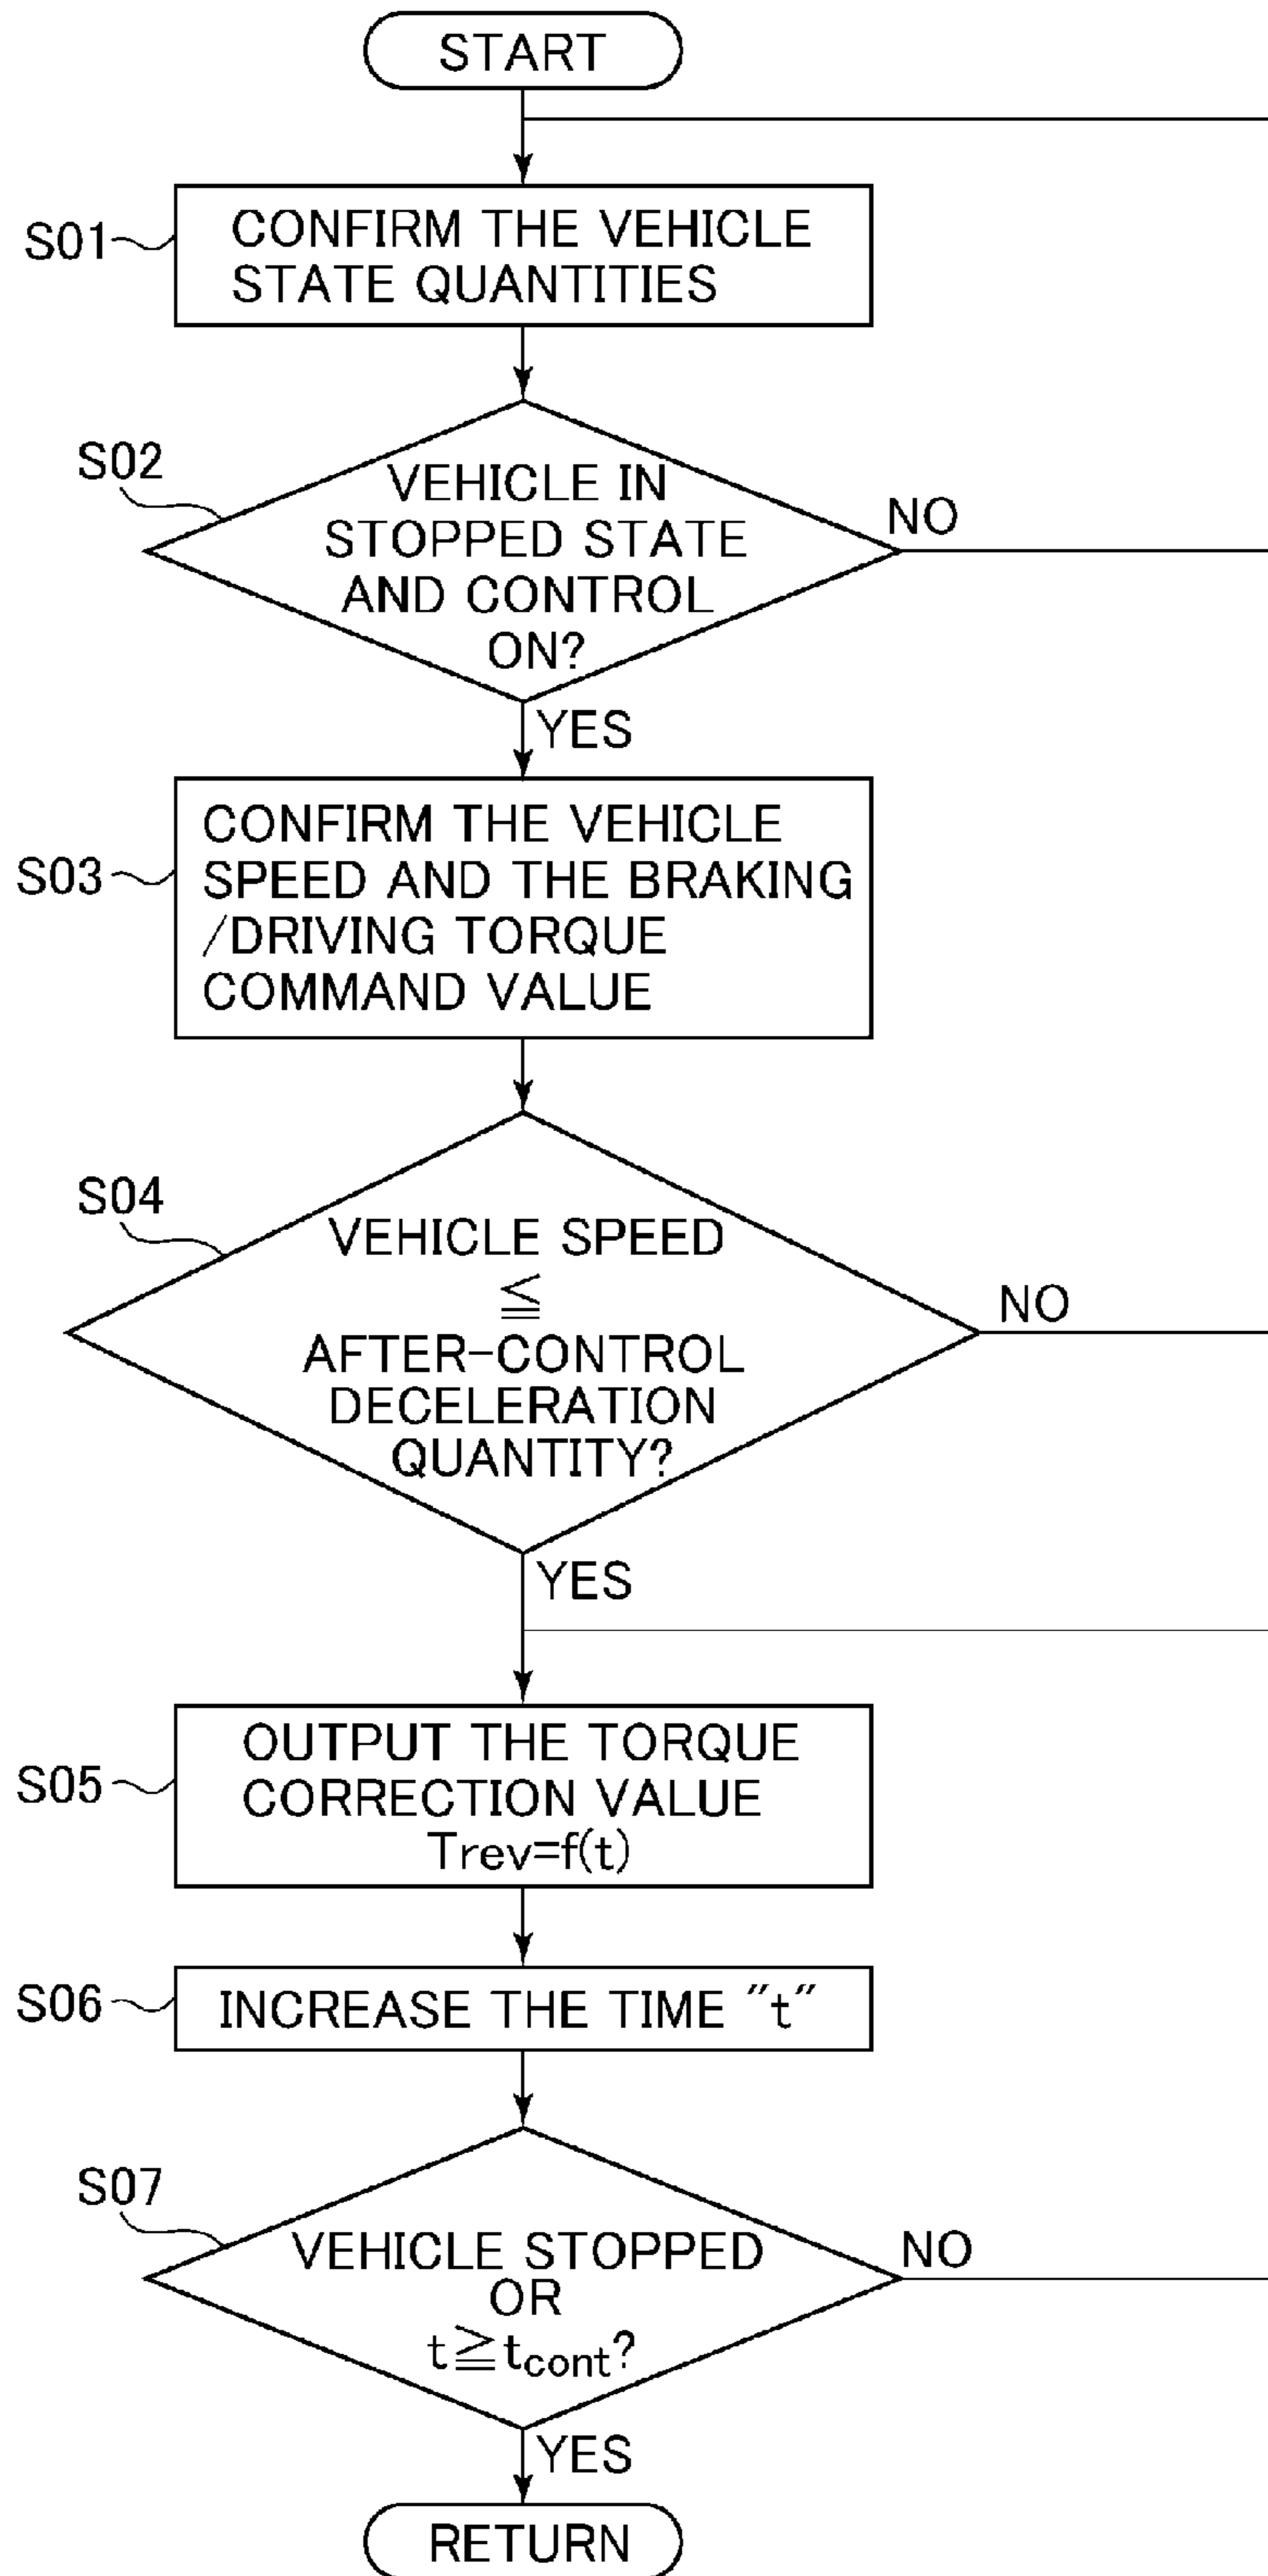 START
S01
CONFIRM THE VEHICLE
STATE QUANTITIES
S02
VEHICLE IN
STOPPED STATE
AND CONTROL
ON?
NO
YES
S03
CONFIRM THE VEHICLE
SPEED AND THE BRAKING
/DRIVING TORQUE
COMMAND VALUE
S04
VEHICLE SPEED
≦
AFTER-CONTROL
DECELERATION
QUANTITY?
NO
YES
S05
OUTPUT THE TORQUE
CORRECTION VALUE
Trev=f(t)
S06
INCREASE THE TIME "t"
S07
VEHICLE STOPPED
OR
t≧tcont?
NO
YES
RETURN